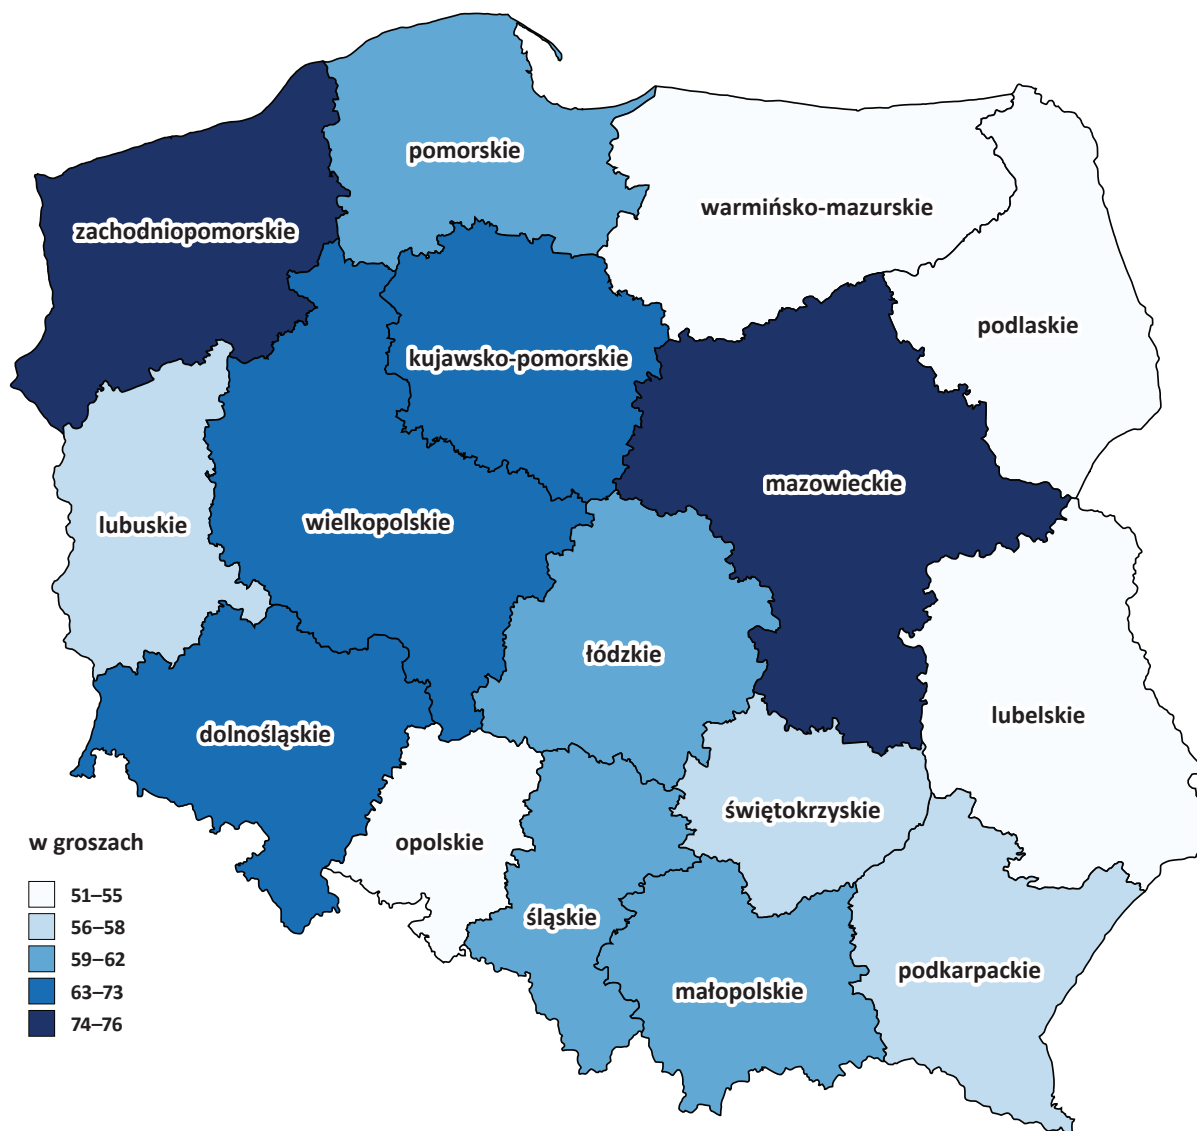 pomorskie
warmińsko-mazurskie
zachodniopomorskie
podlaskie
kujawsko-pomorskie
mazowieckie
lubuskie
wielkopolskie
łódzkie
lubelskie
dolnośląskie
świętokrzyskie
opolskie
śląskie
podkarpackie
małopolskie
w groszach
51–55
56–58
59–62
63–73
74–76